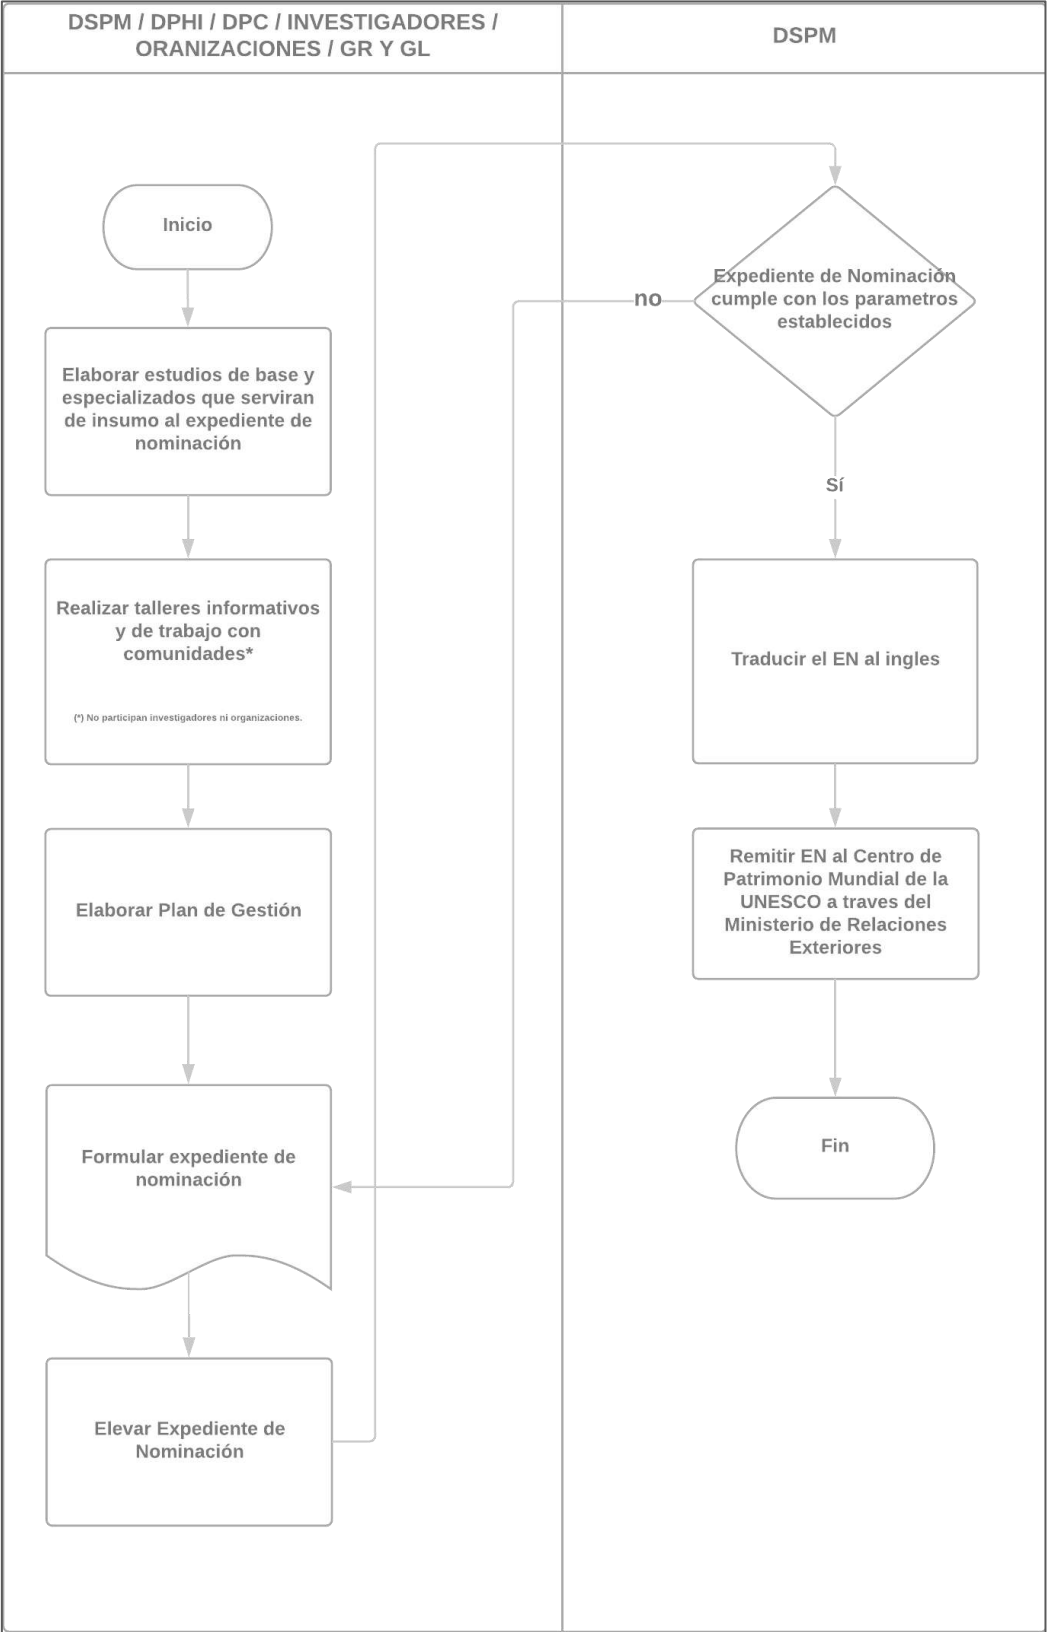 DSPM / DPHI / DPC / INVESTIGADORES /
ORANIZACIONES / GR Y GL
DSPM
Inicio
Elaborar estudios de base y
especializados que serviran
de insumo al expediente de
nominación
Realizar talleres informativos
y de trabajo con
comunidades*
(*) No participan investigadores ni organizaciones.
Elaborar Plan de Gestión
Formular expediente de
nominación
Elevar Expediente de
Nominación
Expediente de Nominación
cumple con los parametros
establecidos
no
Sí
Traducir el EN al ingles
Remitir EN al Centro de
Patrimonio Mundial de la
UNESCO a traves del
Ministerio de Relaciones
Exteriores
Fin